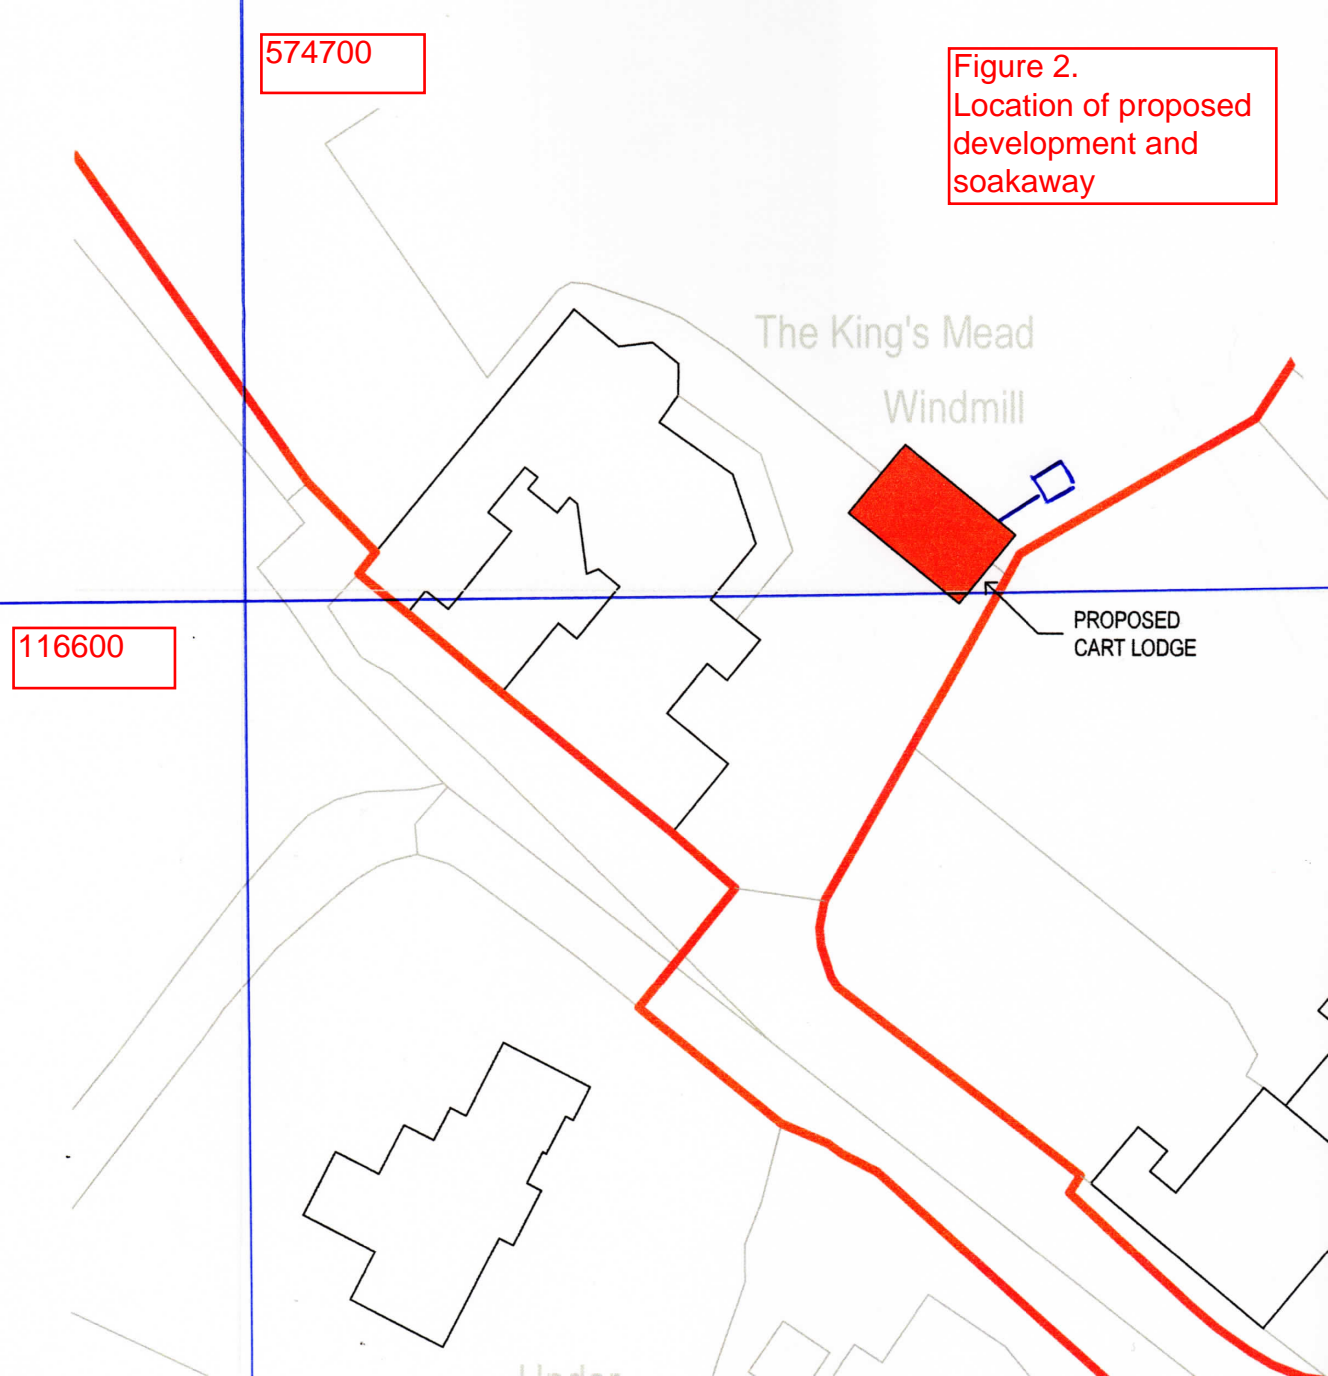 574700
Figure 2.
Location of proposed
development and
soakaway
The King's Mead
Windmill
PROPOSED
CART LODGE
116600